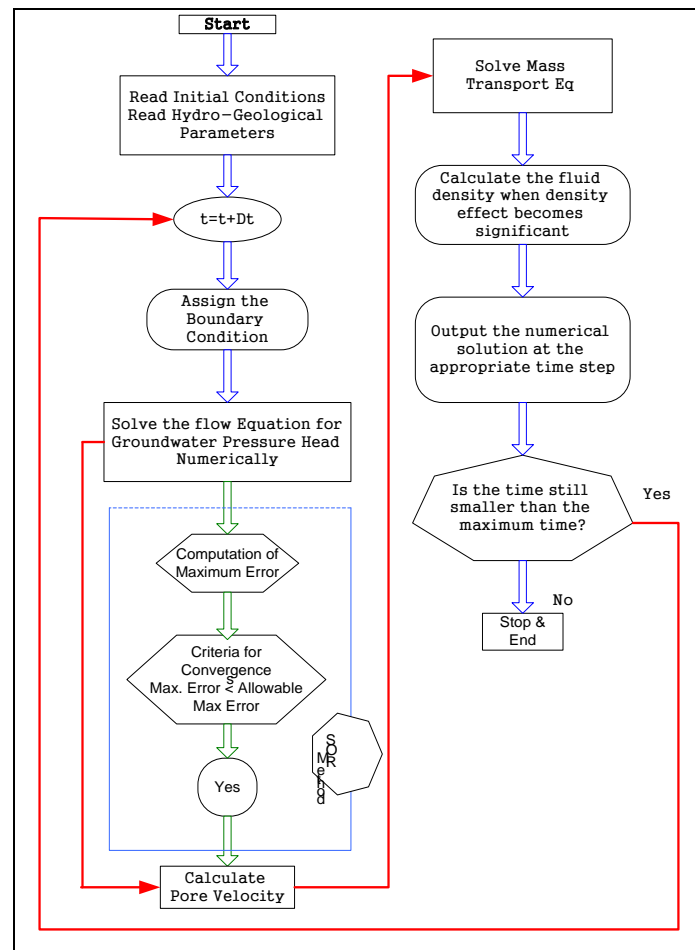 Start
Read Initial Conditions
Read Hydro-Geological
Parameters
t=t+Dt
Assign the
Boundary
Condition
Solve the flow Equation for
Groundwater Pressure Head
Numerically
Computation of
Maximum Error
Criteria for
Convergence
s
Max. Error < Allowable
Max Error
Yes
SOR
Mehod
Calculate
Pore Velocity
Solve Mass
Transport Eq
Calculate the fluid
density when density
effect becomes
significant
Output the numerical
solution at the
appropriate time step
Is the time still
smaller than the
maximum time?
Yes
No
Stop &
End